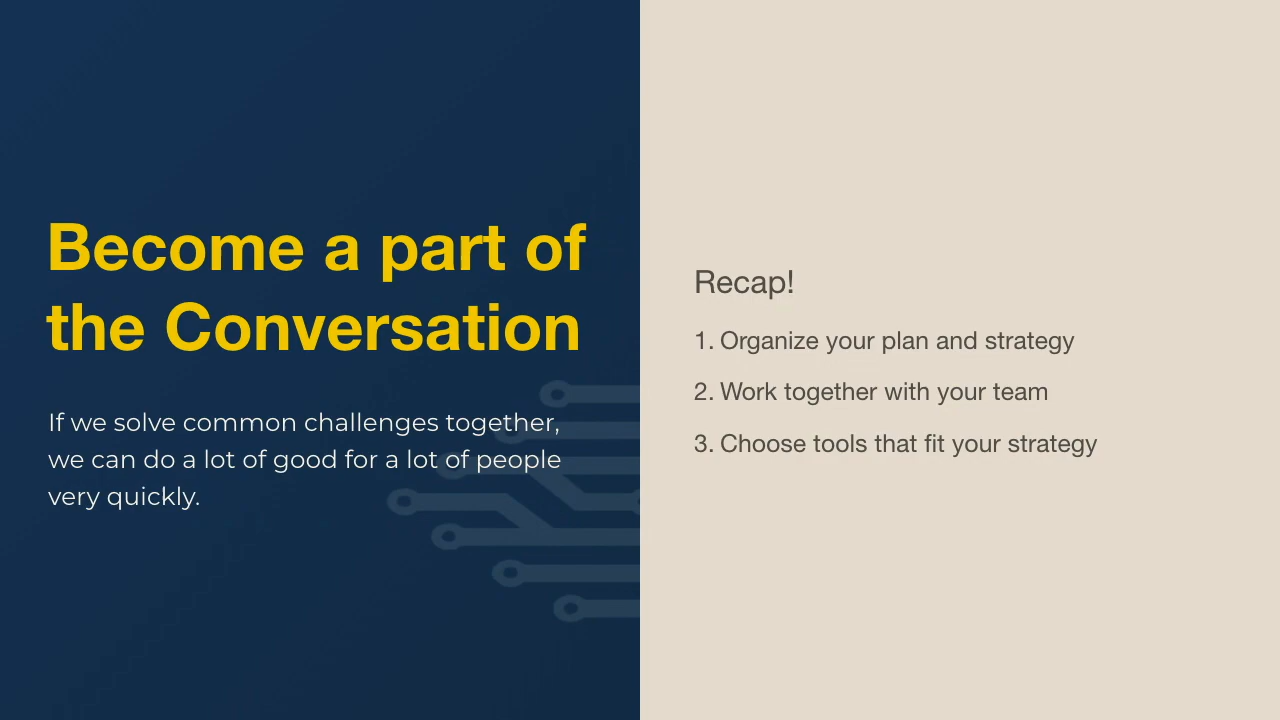 Become a part of
the Conversation
If we solve common challenges together,
we can do a lot of good for a lot of people
very quickly.
Recap!
1. Organize your plan and strategy
2. Work together with your team
3. Choose tools that fit your strategy